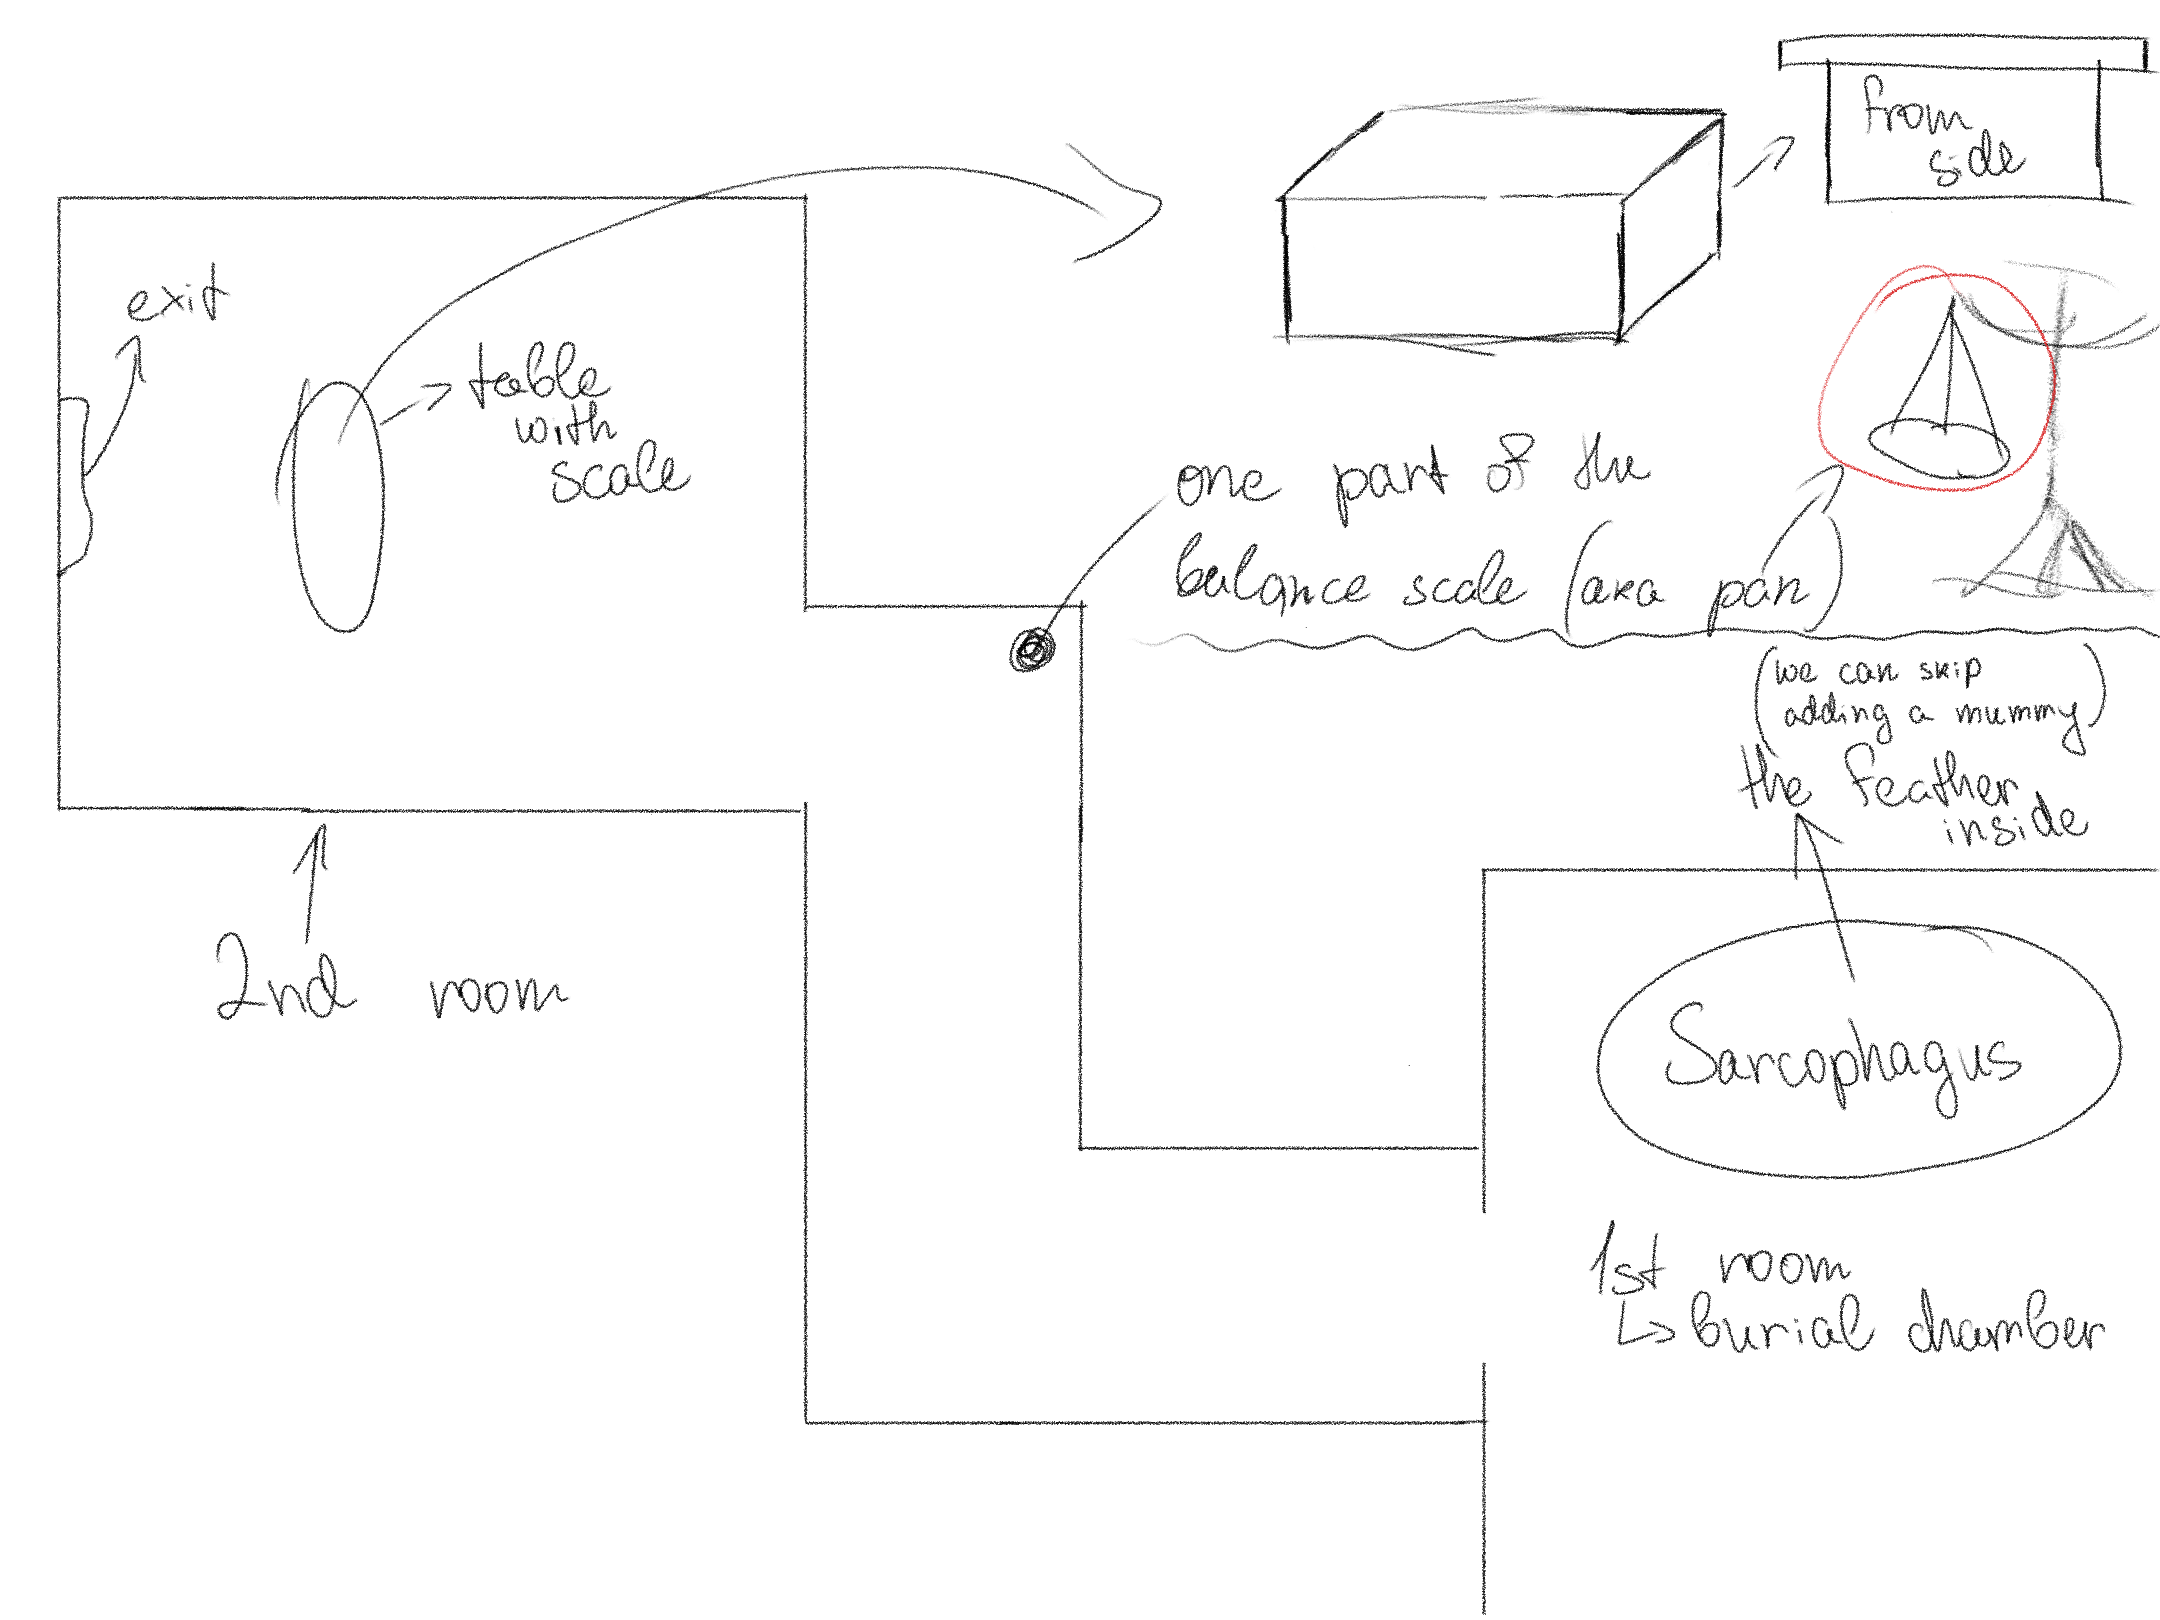 From
side
exit
table
with
scale
one part of the
balance scale (aka pan)
(we can skip
adding a mummy)
the feather
inside
2nd room
Sarcophagus
1st room
burial chamber